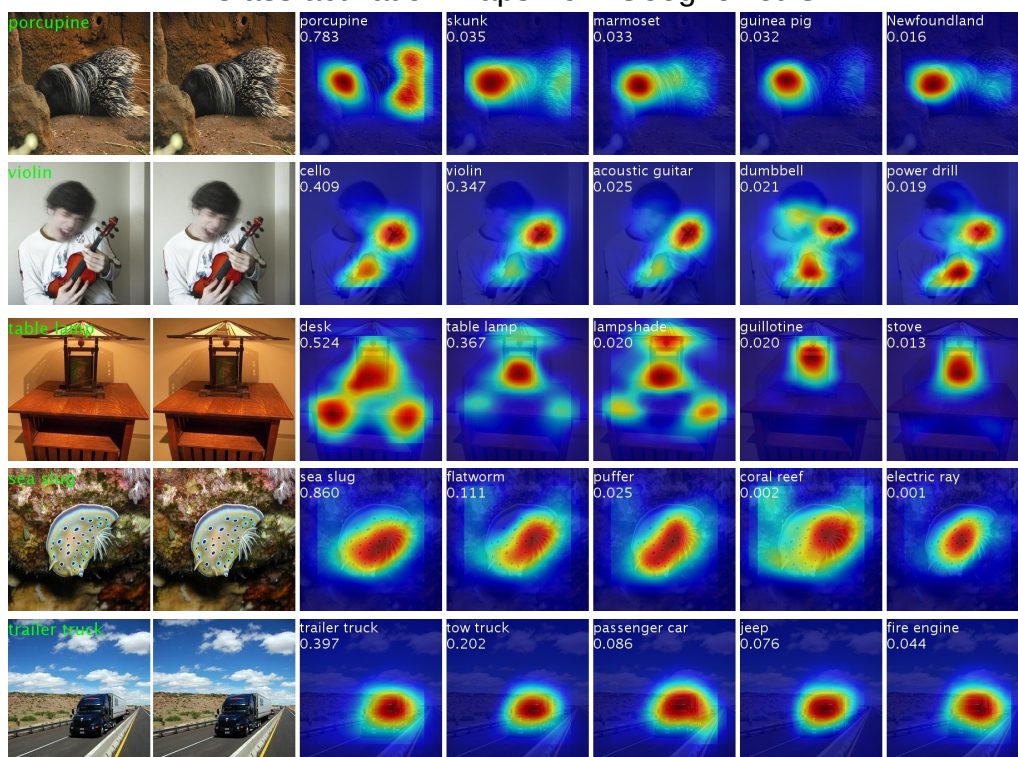 porcupine
porcupine
0.783
skunk
0.035
marmoset
0.033
guinea pig
0.032
Newfoundland
0.016
violin
cello
0.409
violin
0.347
acoustic guitar
0.025
dumbbell
0.021
power drill
0.019
table lamp
desk
0.524
table lamp
0.367
lampshade
0.020
guillotine
0.020
stove
0.013
sea slug
sea slug
0.860
flatworm
0.111
puffer
0.025
coral reef
0.002
electric ray
0.001
trailer truck
trailer truck
0.397
tow truck
0.202
passenger car
0.086
jeep
0.076
fire engine
0.044